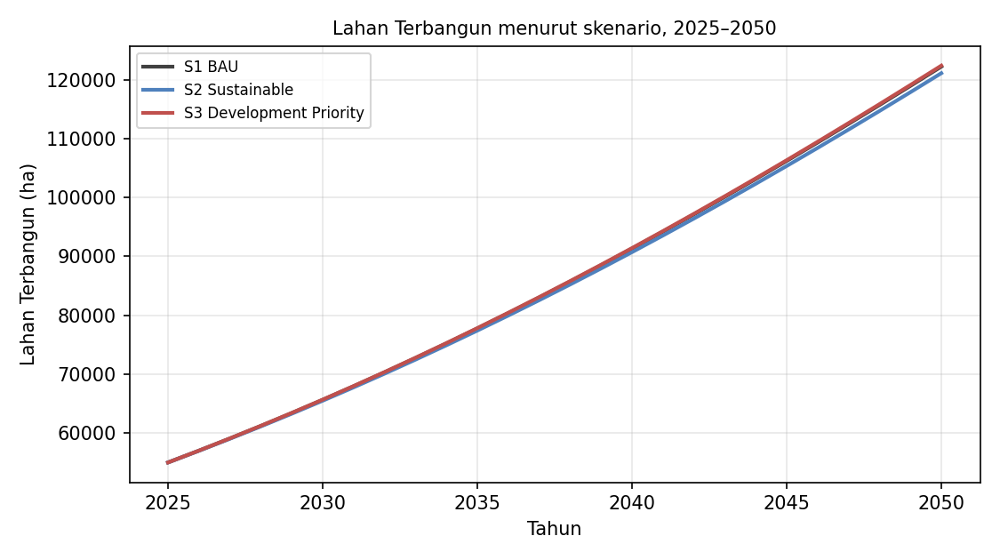 Lahan Terbangun menurut skenario, 2025–2050
S1 BAU
S2 Sustainable
S3 Development Priority
Lahan Terbangun (ha)
120000
110000
100000
90000
80000
70000
60000
2025 2030 2035 2040 2045 2050
Tahun